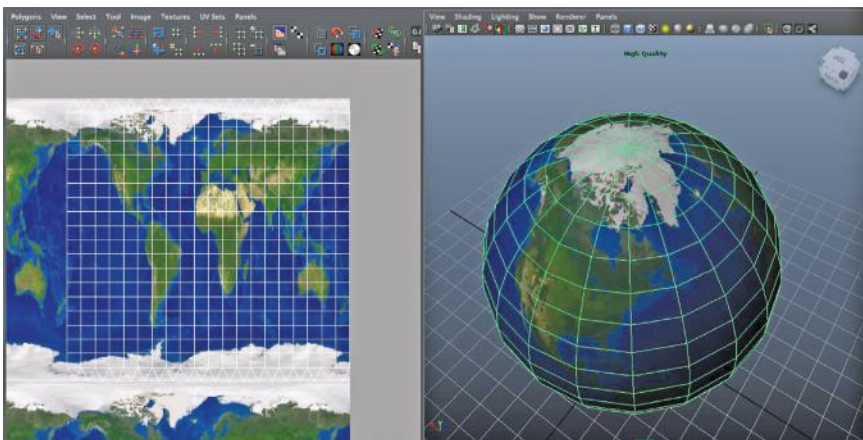 Polygons View Select Tool Image Textures UV Sets Panels
View Shading Lighting Show Renderer Panels
High Quality